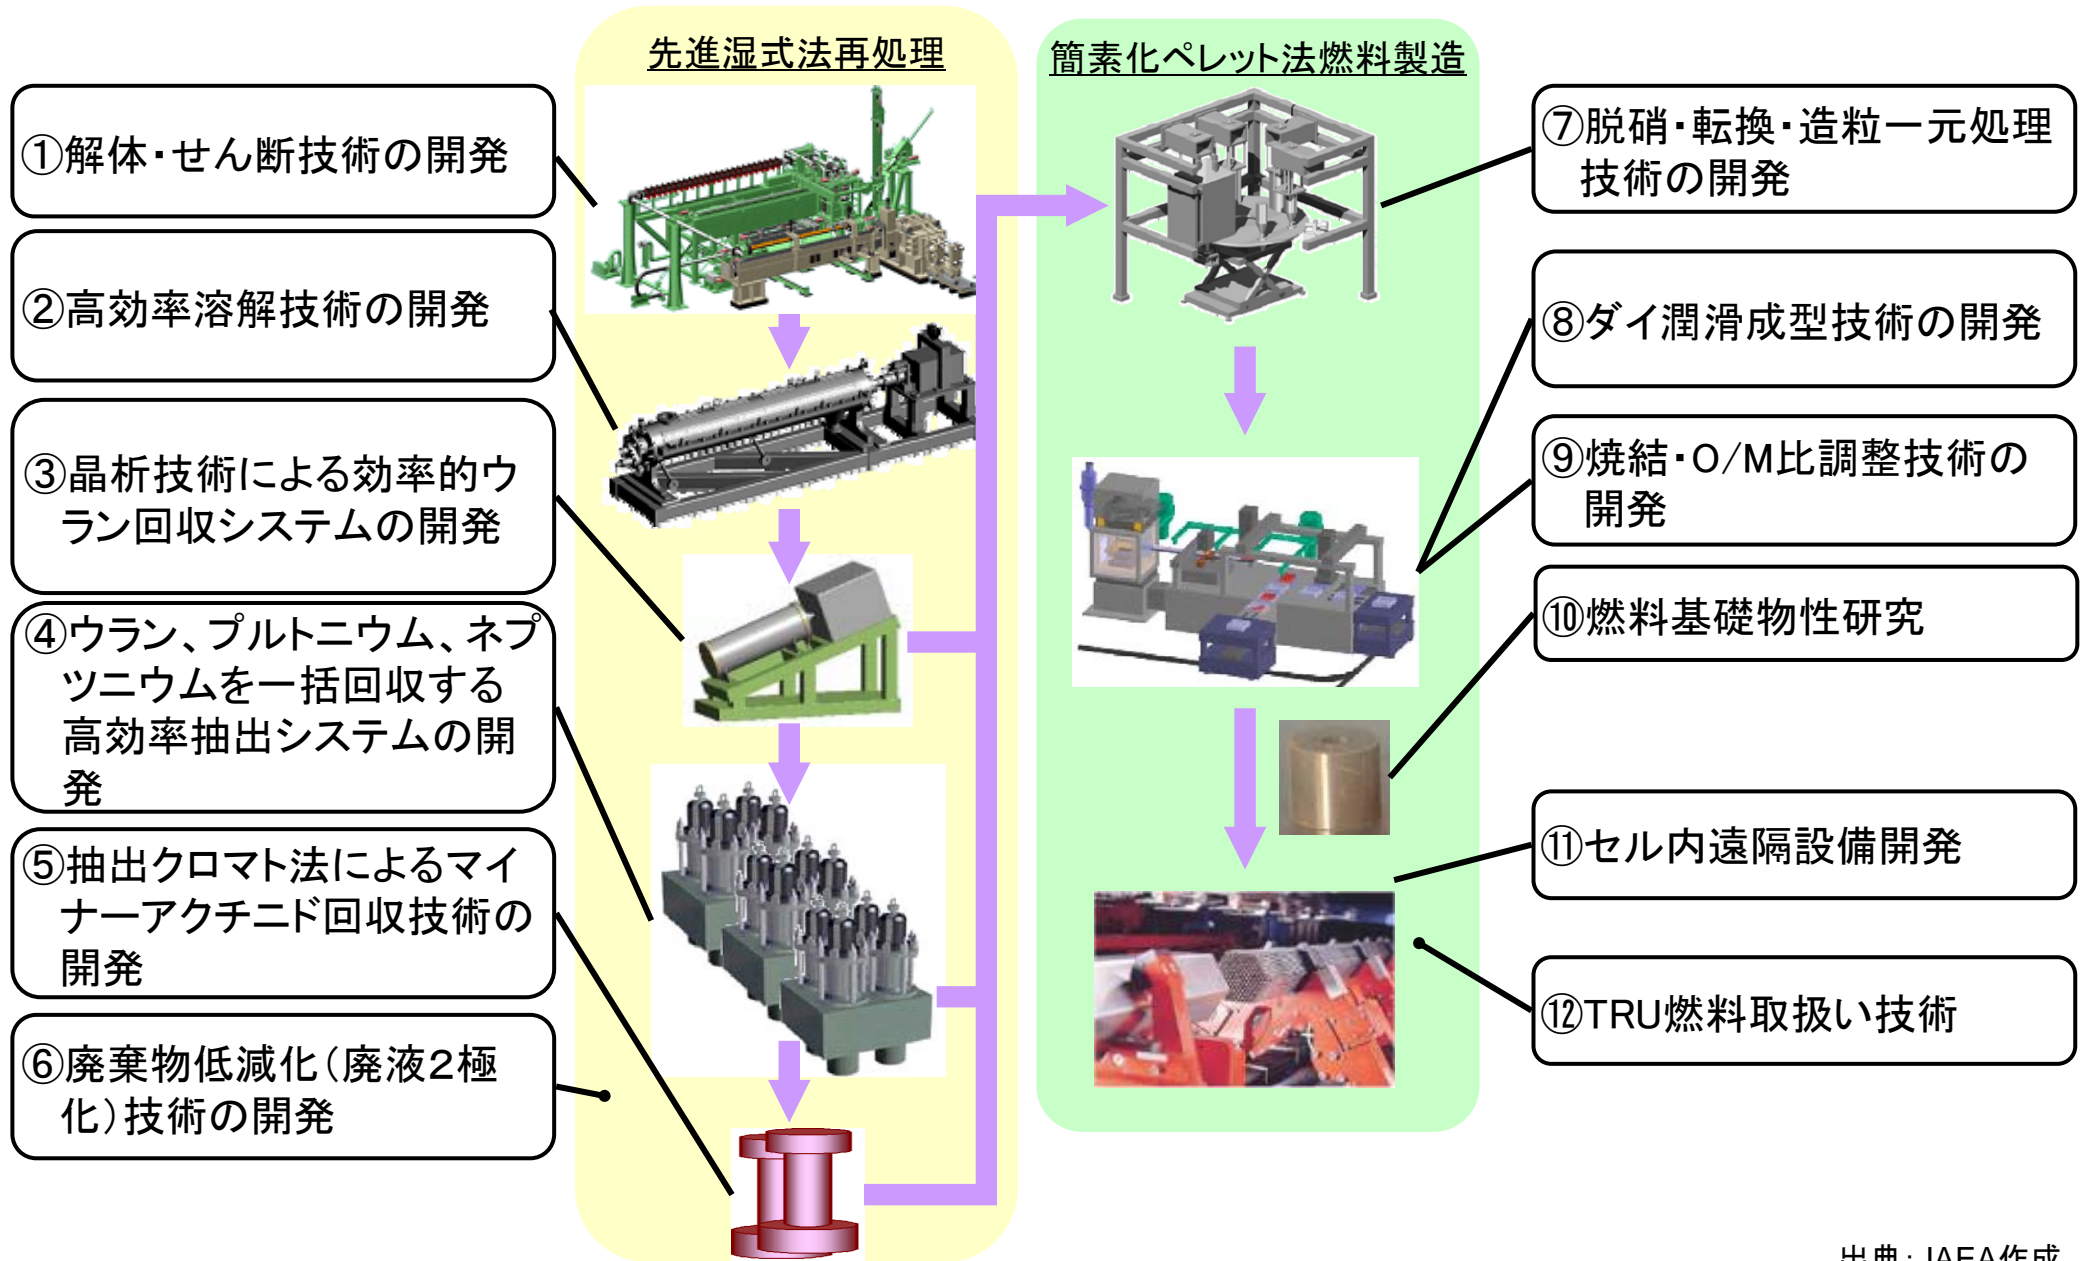 先進湿式法再処理
簡素化ペレット法燃料製造
①解体・せん断技術の開発
②高効率溶解技術の開発
③晶析技術による効率的ウ
ラン回収システムの開発
④ウラン、プルトニウム、ネプ
ツニウムを一括回収する
高効率抽出システムの開
発
⑤抽出クロマト法によるマイ
ナーアクチニド回収技術の
開発
⑥廃棄物低減化（廃液２極
化）技術の開発
⑦脱硝・転換・造粒一元処理
技術の開発
⑧ダイ潤滑成型技術の開発
⑨焼結・O/M比調整技術の
開発
⑩燃料基礎物性研究
⑪セル内遠隔設備開発
⑫TRU燃料取扱い技術
出典：JAEA作成